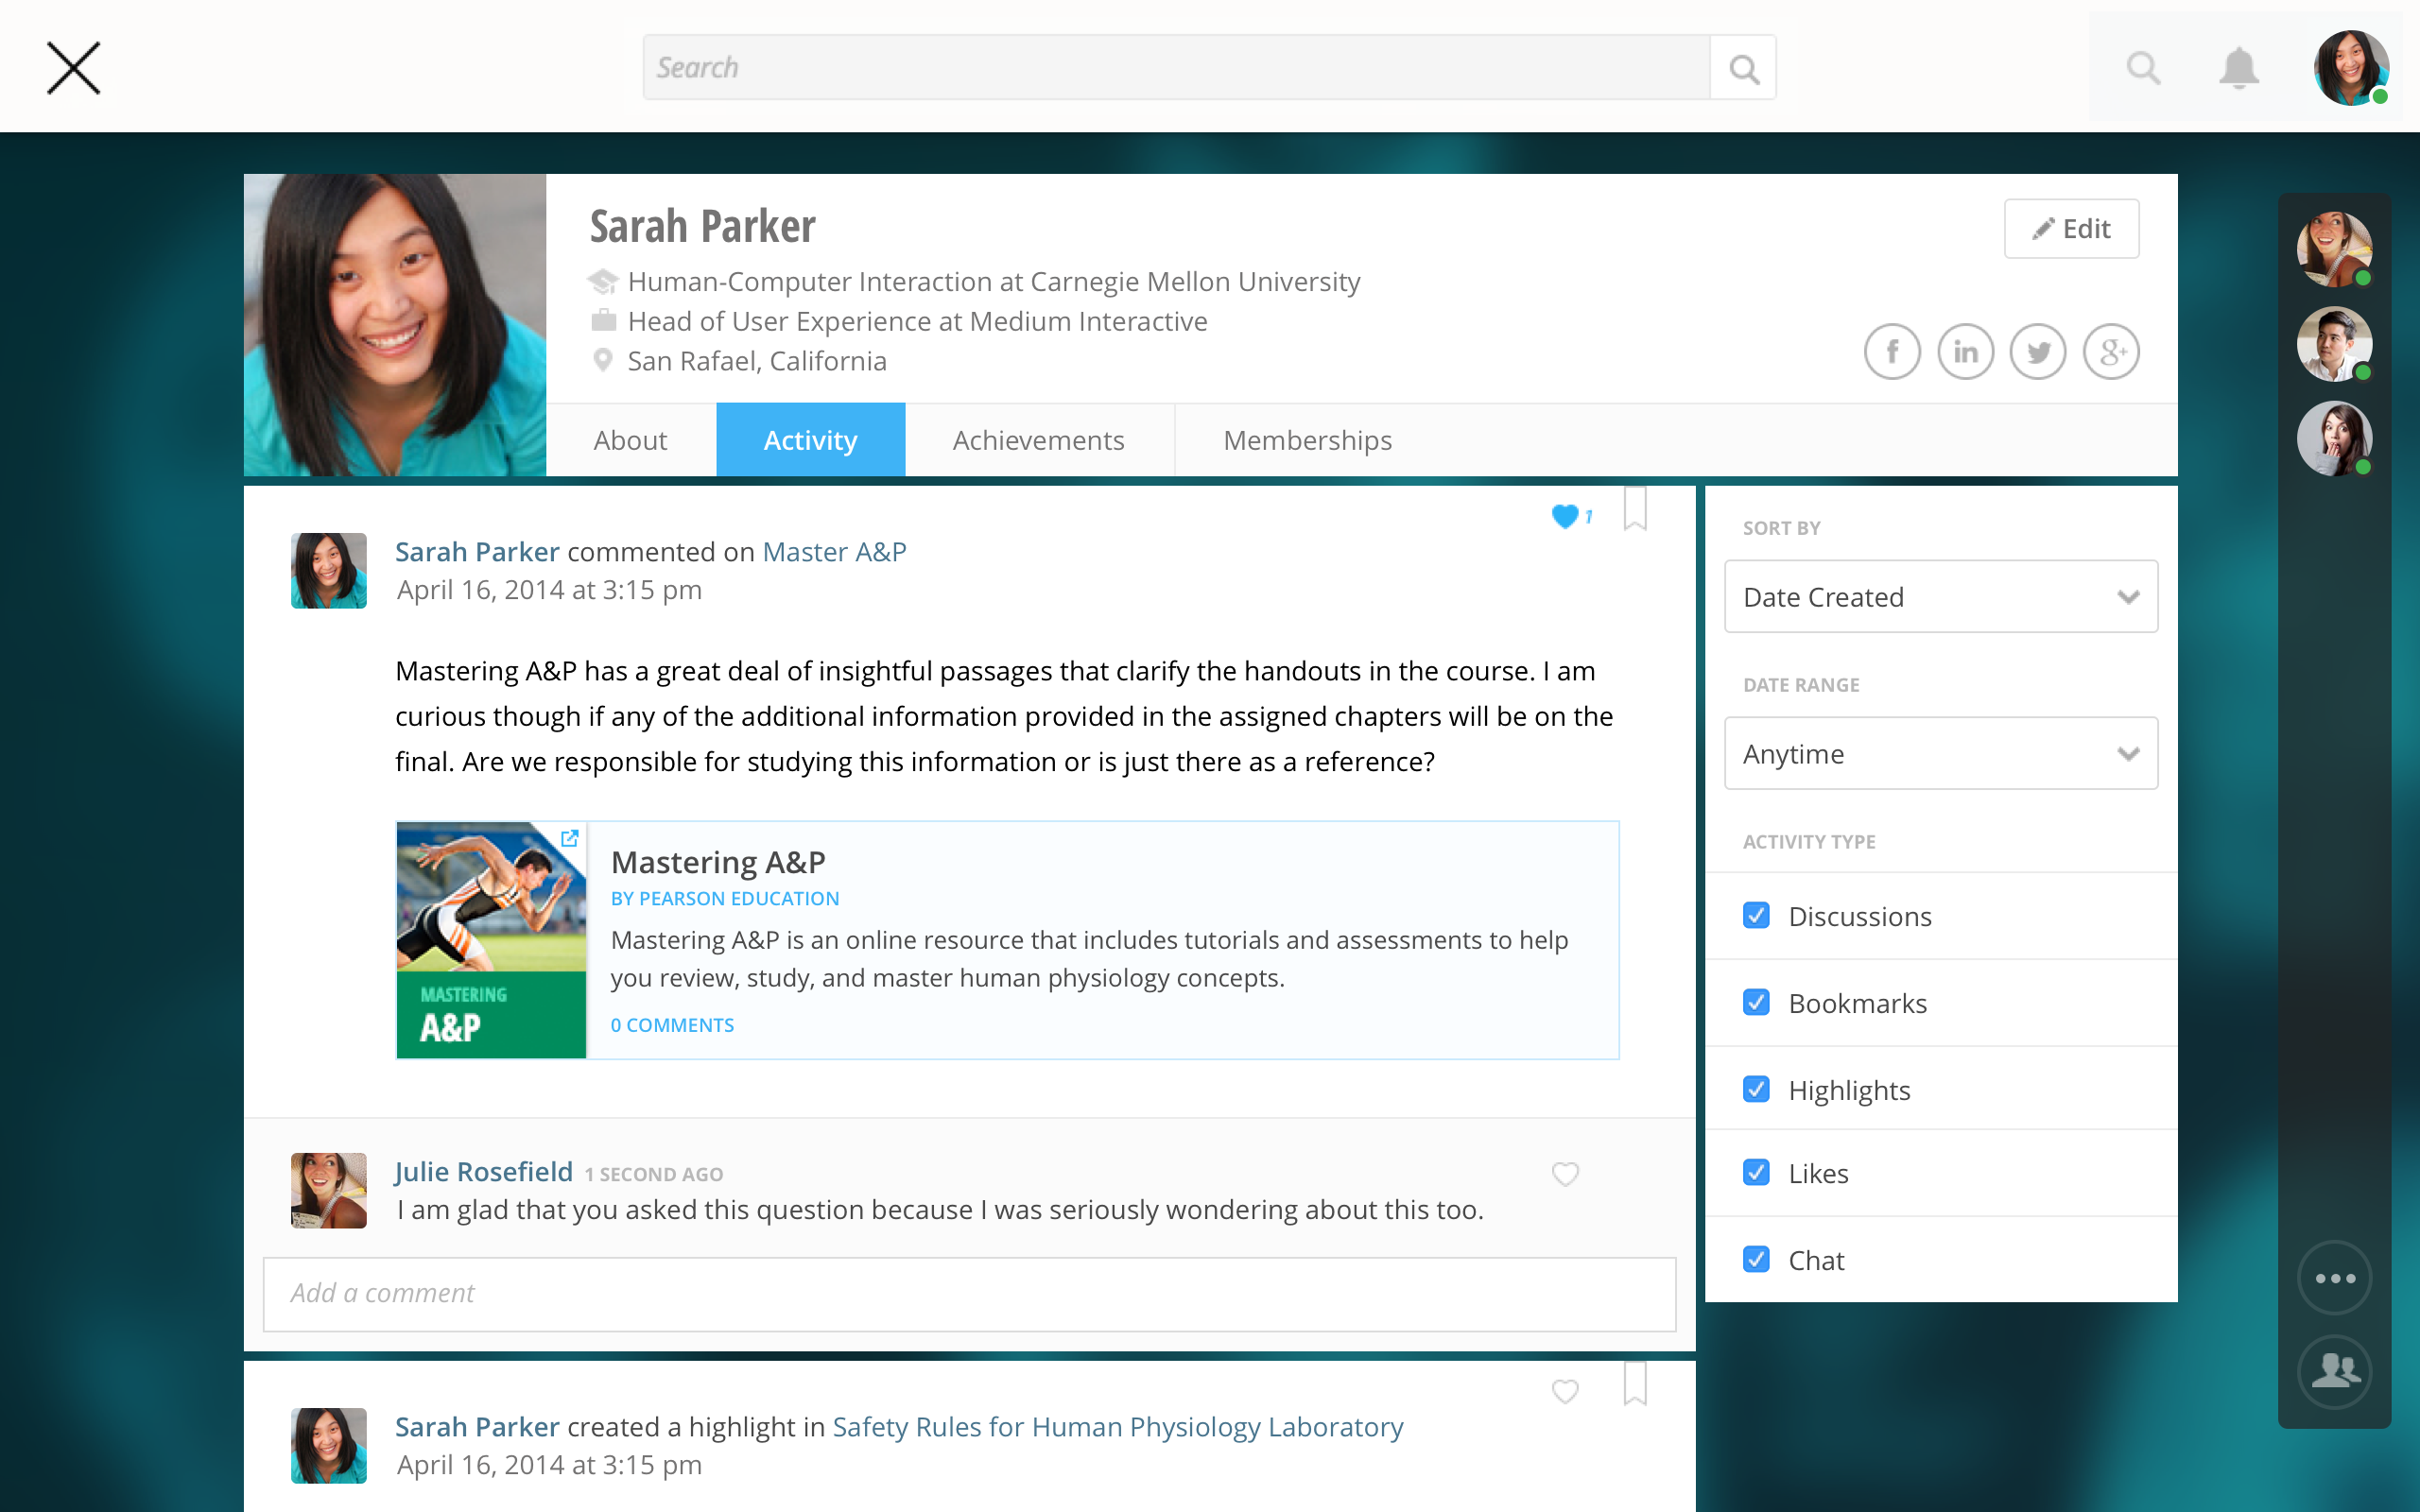 Search
Sarah Parker
Edit
Human-Computer Interaction at Carnegie Mellon University
Head of User Experience at Medium Interactive
San Rafael, California
f in g+
About Activity Achievements Memberships
1
Sarah Parker commented on Master A&P
April 16, 2014 at 3:15 pm
Mastering A&P has a great deal of insightful passages that clarify the handouts in the course. I am
curious though if any of the additional information provided in the assigned chapters will be on the
final. Are we responsible for studying this information or is just there as a reference?
MASTERING
A&P
Mastering A&P
BY PEARSON EDUCATION
Mastering A&P is an online resource that includes tutorials and assessments to help
you review, study, and master human physiology concepts.
0 COMMENTS
Julie Rosefield 1 SECOND AGO
I am glad that you asked this question because I was seriously wondering about this too.
Add a comment
Sarah Parker created a highlight in Safety Rules for Human Physiology Laboratory
April 16, 2014 at 3:15 pm
SORT BY
Date Created
DATE RANGE
Anytime
ACTIVITY TYPE
Discussions
Bookmarks
Highlights
Likes
Chat